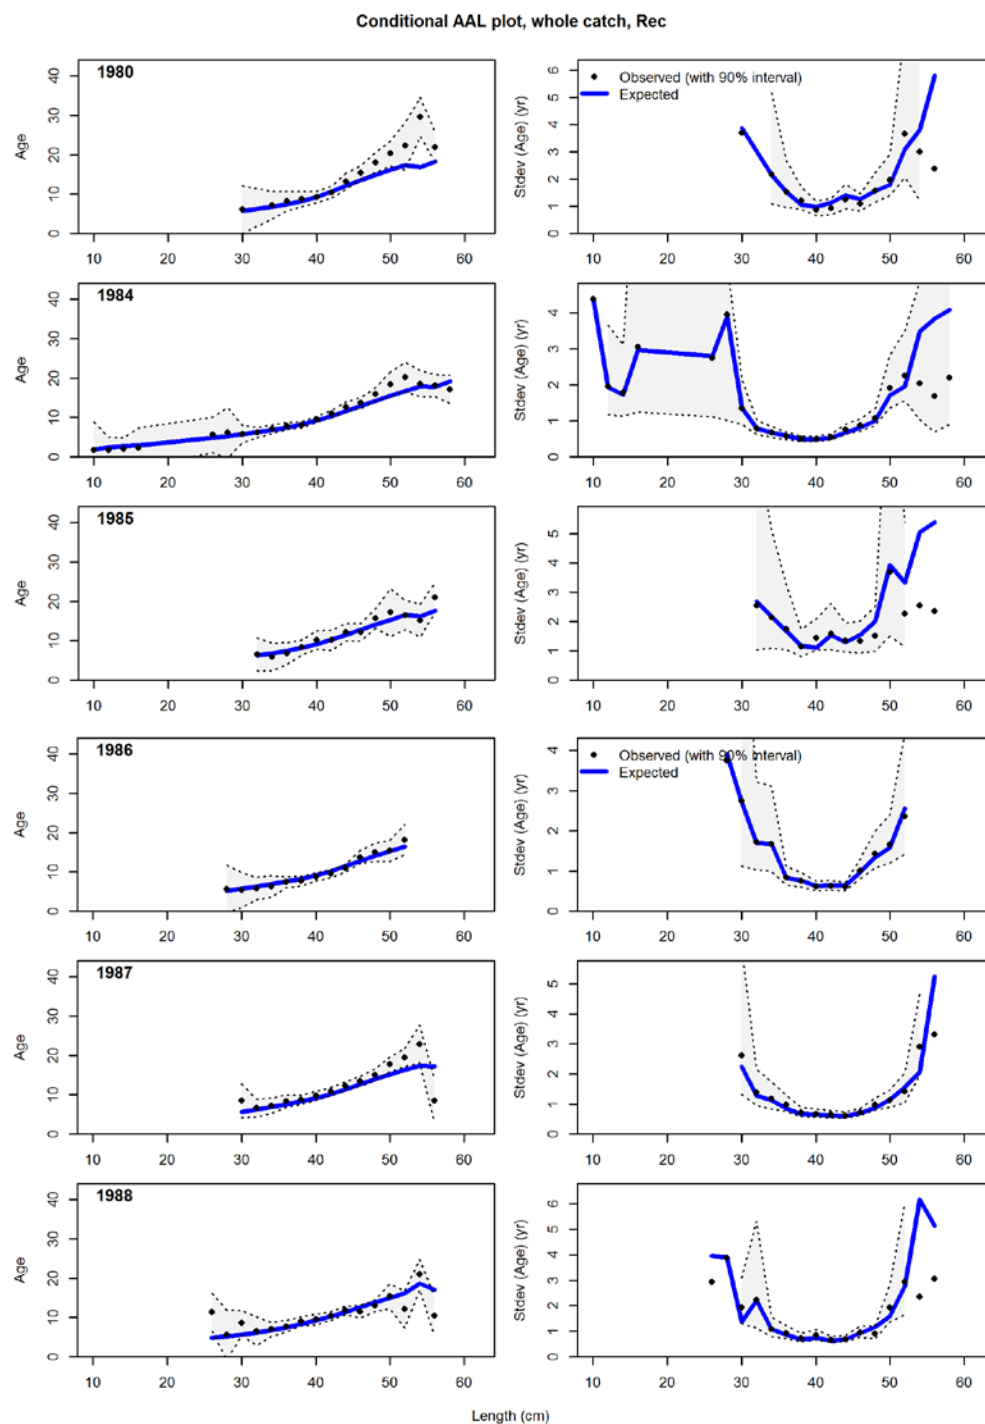 Conditional AAL plot, whole catch, Rec
1980
Age
0 10 20 30 40
10 20 30 40 50 60
Observed (with 90% interval)
Expected
Stdev (Age) (yr)
0 1 2 3 4 5 6
10 20 30 40 50 60
1984
Age
0 10 20 30 40
10 20 30 40 50 60
Stdev (Age) (yr)
0 1 2 3 4
10 20 30 40 50 60
1985
Age
0 10 20 30 40
10 20 30 40 50 60
Stdev (Age) (yr)
0 1 2 3 4 5
10 20 30 40 50 60
1986
Age
0 10 20 30 40
10 20 30 40 50 60
Observed (with 90% interval)
Expected
Stdev (Age) (yr)
0 1 2 3 4
10 20 30 40 50 60
1987
Age
0 10 20 30 40
10 20 30 40 50 60
Stdev (Age) (yr)
0 1 2 3 4 5
10 20 30 40 50 60
1988
Age
0 10 20 30 40
10 20 30 40 50 60
Stdev (Age) (yr)
0 1 2 3 4 5 6
10 20 30 40 50 60
Length (cm)